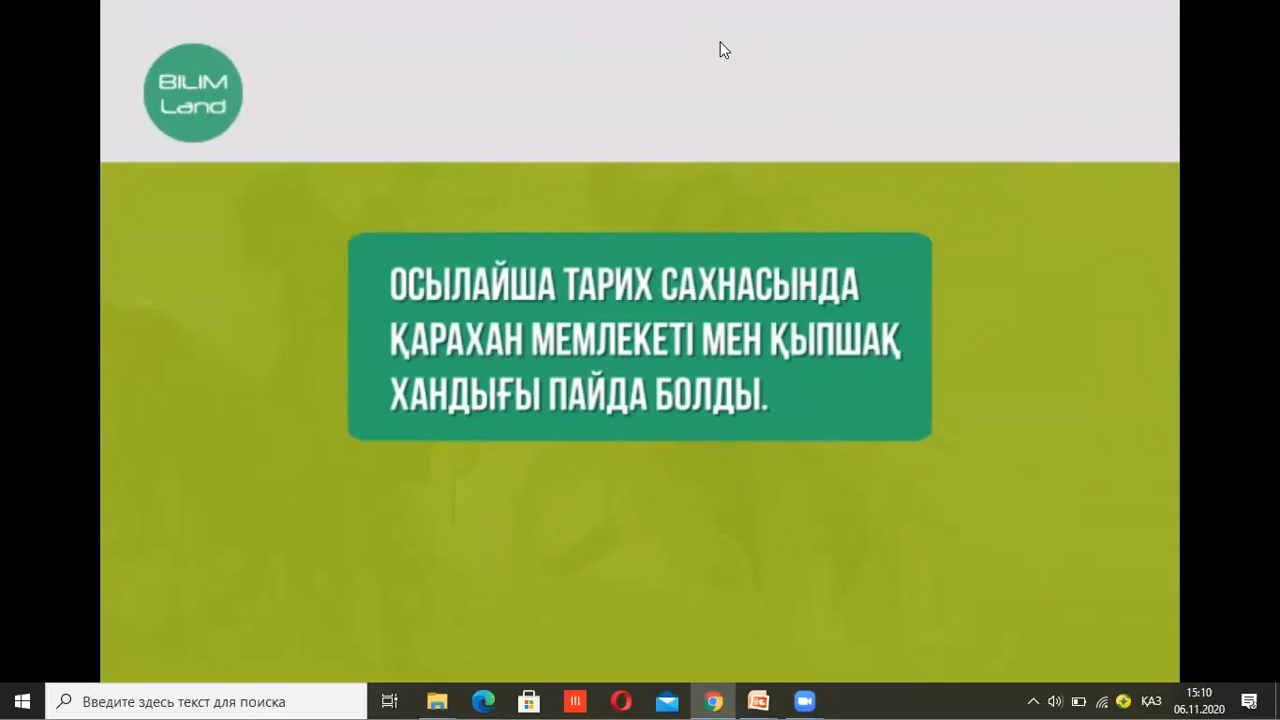 BILIM
Land
ОСЫЛАЙША ТАРИХ САХНАСЫНДА
ҚАРАХАН МЕМЛЕКЕТІ МЕН ҚЫПШАҚ
ХАНДЫҒЫ ПАЙДА БОЛДЫ.
Введите здесь текст для поиска
ҚАЗ
15:10
06.11.2020